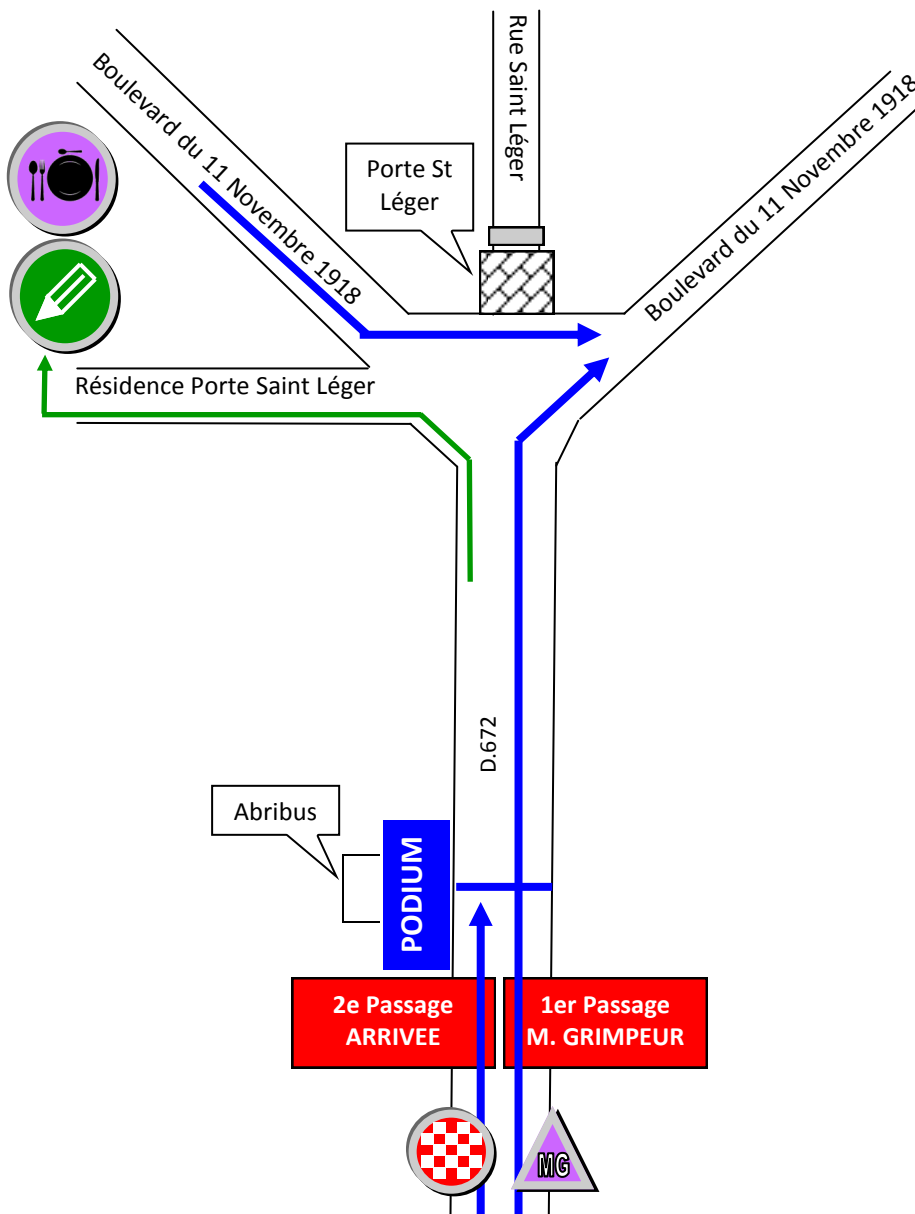 Boulevard du 11 Novembre 1918
Rue Saint Léger
Boulevard du 11 Novembre 1918
Porte St
Léger
Résidence Porte Saint Léger
D.672
Abribus
PODIUM
2e Passage
ARRIVEE
1er Passage
M. GRIMPEUR
MG